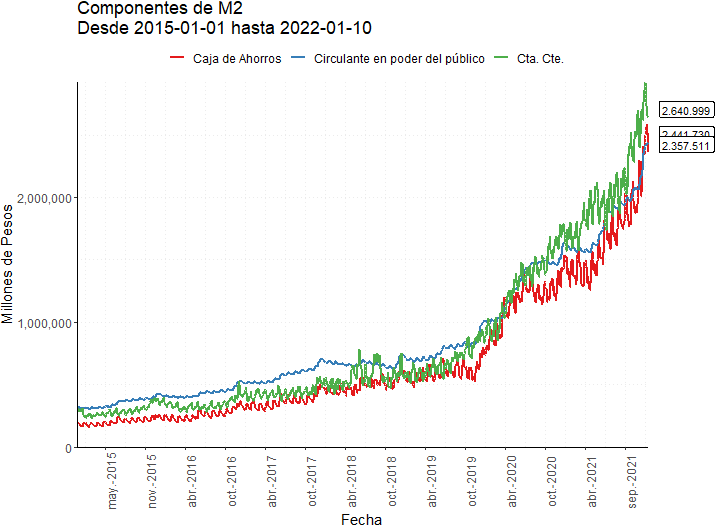 Componentes de M2
Desde 2015-01-01 hasta 2022-01-10
Caja de Ahorros
Circulante en poder del público
Cta. Cte.
2.640.999
2.441.730
2.357.511
Millones de Pesos
2,000,000
1,000,000
0
may.-2015
nov.-2015
abr.-2016
oct.-2016
abr.-2017
oct.-2017
abr.-2018
oct.-2018
abr.-2019
oct.-2019
abr.-2020
oct.-2020
abr.-2021
sep.-2021
Fecha